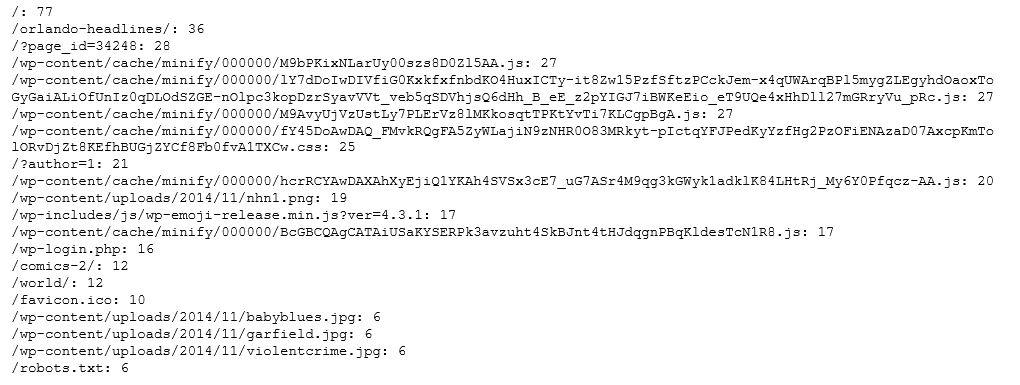 /: 77
/orlando-headlines/: 36
/?page_id=34248: 28
/wp-content/cache/minify/000000/M9bPKixNLarUy00szs8D0Zl5AA.js: 27
/wp-content/cache/minify/000000/lY7dDoIwDIVfiG0KxkfxfnbdKO4HuxICTy-it8Zw15PzfSftzPCckJem-x4qUWArqBPl5mygZLEgyhdOaoxTo
GyGaiALiOfUnIz0qDLOdSZGE-nOlpc3kopDzrSyavVVt_veb5qSDVhjsQ6dHh_B_eE_z2pYIGJ7iBWKeEio_eT9UQe4xHhDll27mGRryVu_pRc.js: 27
/wp-content/cache/minify/000000/M9AvyUjVzUstLy7PLErVz8lMKkosqtTPKtYvTi7KLCgpBgA.js: 27
/wp-content/cache/minify/000000/fY45DoAwDAQ_FMvkRQgFA5ZyWLajiN9zNHR0O83MRkyt-pIctqYFJPedKyYzfHg2PzOFiENAzaD07AxcpKmTo
lORvDjZt8KEfhBUGjZYCf8Fb0fvAlTXCw.css: 25
/?author=1: 21
/wp-content/cache/minify/000000/hcrRCYAwDAXAhXyEjiQlYKAh4SVSx3cE7_uG7ASr4M9qg3kGWyk1adklK84LHtRj_My6Y0Pfqcz-AA.js: 20
/wp-content/uploads/2014/11/nhn1.png: 19
/wp-includes/js/wp-emoji-release.min.js?ver=4.3.1: 17
/wp-content/cache/minify/000000/BcGBCQAgCATAiUSaKYSERPk3avzuht4SkBJnt4tHJdqgnPBqKldesTcN1R8.js: 17
/wp-login.php: 16
/comics-2/: 12
/world/: 12
/favicon.ico: 10
/wp-content/uploads/2014/11/babyblues.jpg: 6
/wp-content/uploads/2014/11/garfield.jpg: 6
/wp-content/uploads/2014/11/violentcrime.jpg: 6
/robots.txt: 6